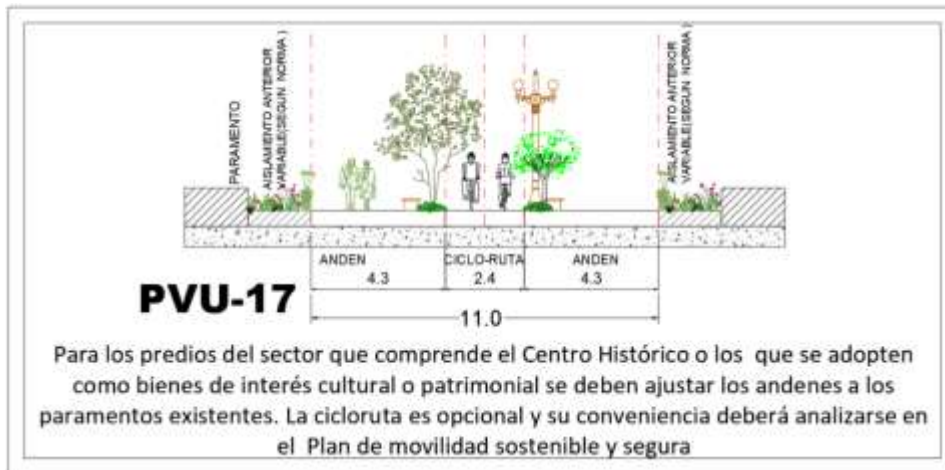 PARAMENTO
AISLAMIENTO ANTERIOR
VARIABLE(SEGUN NORMA )
AISLAMIENTO ANTERIOR
VARIABLE(SEGUN NORMA )
ANDEN
CICLO-RUTA
ANDEN
4.3
2.4
4.3
PVU-17
11.0
Para los predios del sector que comprende el Centro Histórico o los que se adopten
como bienes de interés cultural o patrimonial se deben ajustar los andenes a los
paramentos existentes. La cicloruta es opcional y su conveniencia deberá analizarse en
el Plan de movilidad sostenible y segura